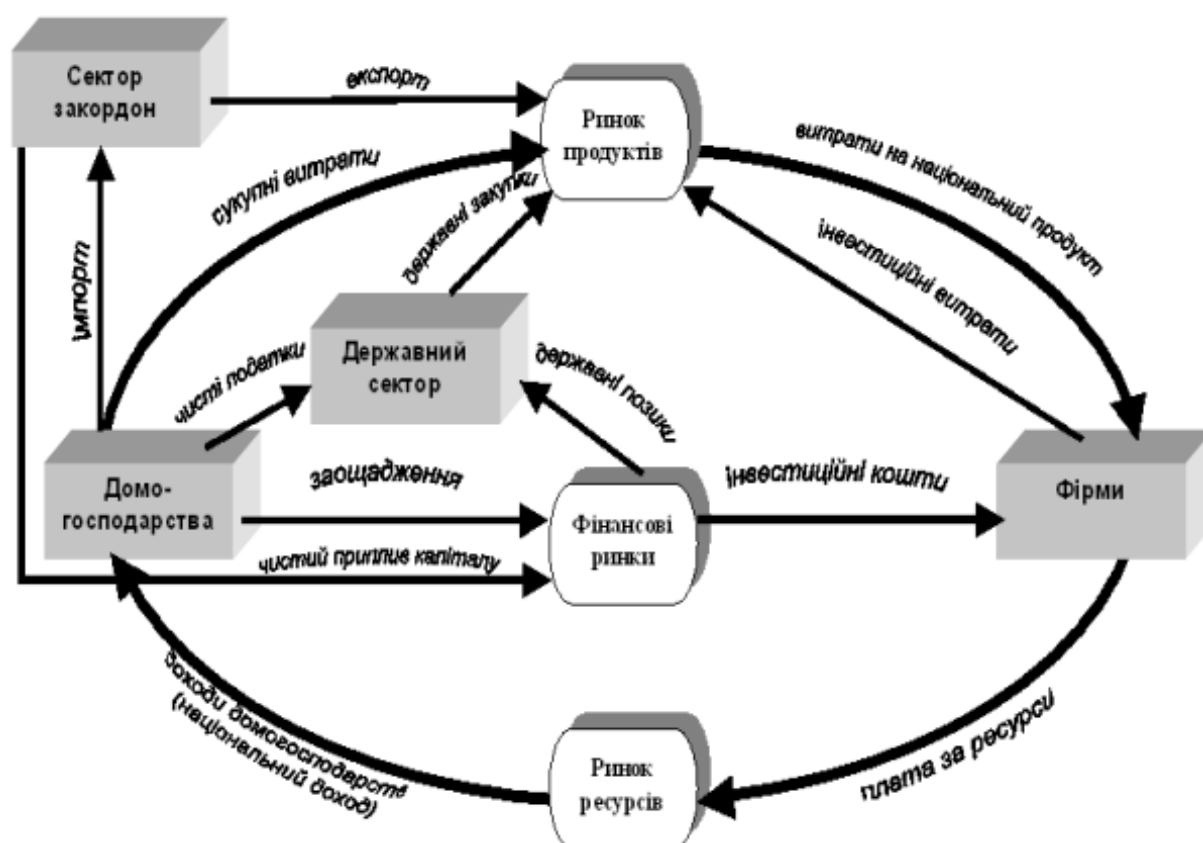 Сектор
закордон
експорт
Ринок
продуктів
витрати на національний продукт
сукупні витрати
державні закупки
інвестиційні витрати
імпорт
Державний
сектор
чисті податки
державні позики
Домо-
господарства
заощадження
Фінансові
ринки
інвестиційні кошти
Фірми
чистий приплив капіталу
доходи домогосподарств
(національний доход)
Ринок
ресурсів
плата за ресурси